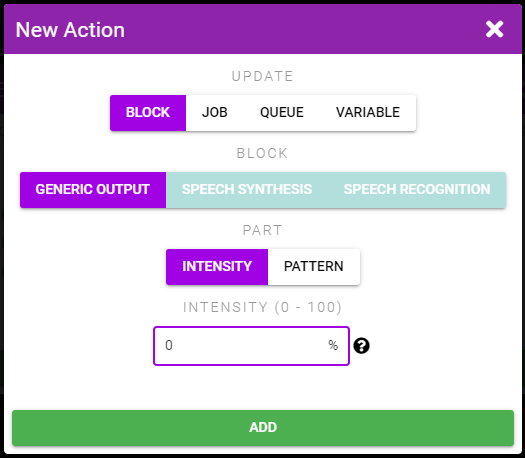 New Action
UPDATE
BLOCK JOB QUEUE VARIABLE
BLOCK
GENERIC OUTPUT SPEECH SYNTHESIS SPEECH RECOGNITION
PART
INTENSITY PATTERN
INTENSITY (0 - 100)
0 %
ADD